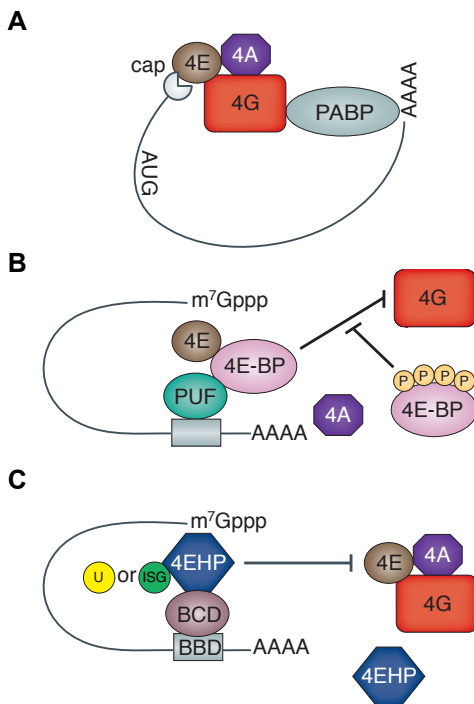 A
cap 4E 4A
4G PABP AAAA
AUG
B
m⁷Gppp
4G
4E
4E-BP
P P P P
PUF
4E-BP
AAAA 4A
C
m⁷Gppp
U or ISG 4EHP
4E 4A
BCD 4G
BBD AAAA
4EHP